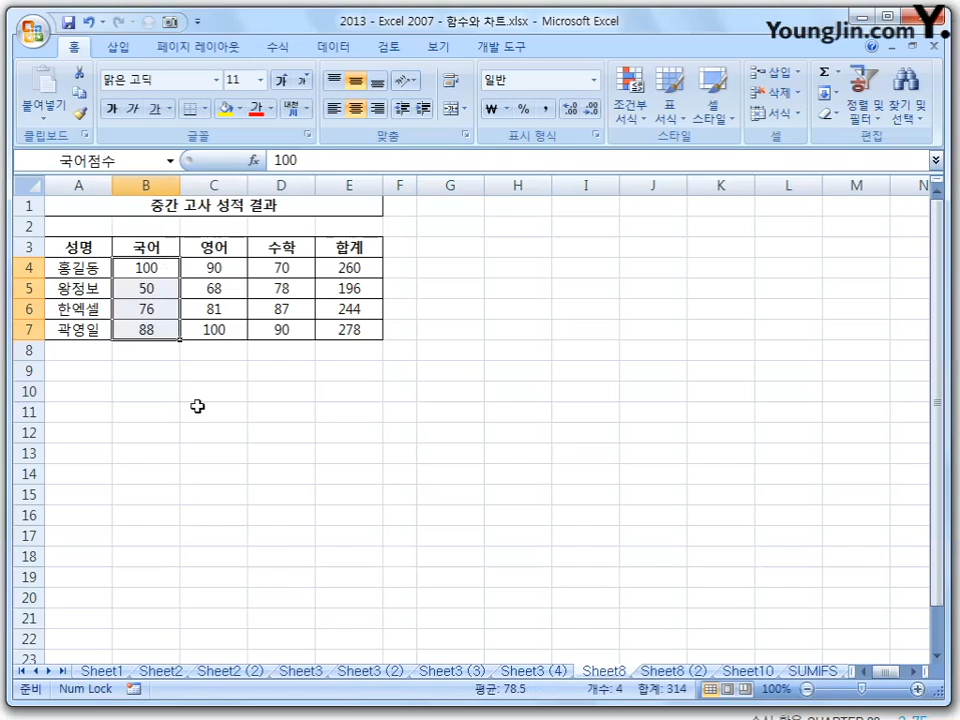 2013 - Excel 2007 - 함수와 차트.xlsx - Microsoft Excel
YoungJin.com Y.
홈 삽입 페이지 레이아웃 수식 데이터 검토 보기 개발 도구
맑은 고딕 11 일반 삽입 Σ
붙여넣기 가 가 가 조건부 서식 표 서식 셀 스타일 삭제 서식 정렬 및 필터 찾기 및 선택
클립보드 글꼴 맞춤 표시 형식 스타일 셀 편집
국어점수 fx 100
A B C D E F G H I J K L M N
1 중간 고사 성적 결과
2
3 성명 국어 영어 수학 합계
4 홍길동 100 90 70 260
5 왕정보 50 68 78 196
6 한엑셀 76 81 87 244
7 곽영일 88 100 90 278
8
9
10
11
12
13
14
15
16
17
18
19
20
21
22
23
Sheet1 Sheet2 Sheet2 (2) Sheet3 Sheet3 (2) Sheet3 (3) Sheet3 (4) Sheet8 Sheet8 (2) Sheet10 SUMIFS
준비 Num Lock 평균: 78.5 개수: 4 합계: 314 100%